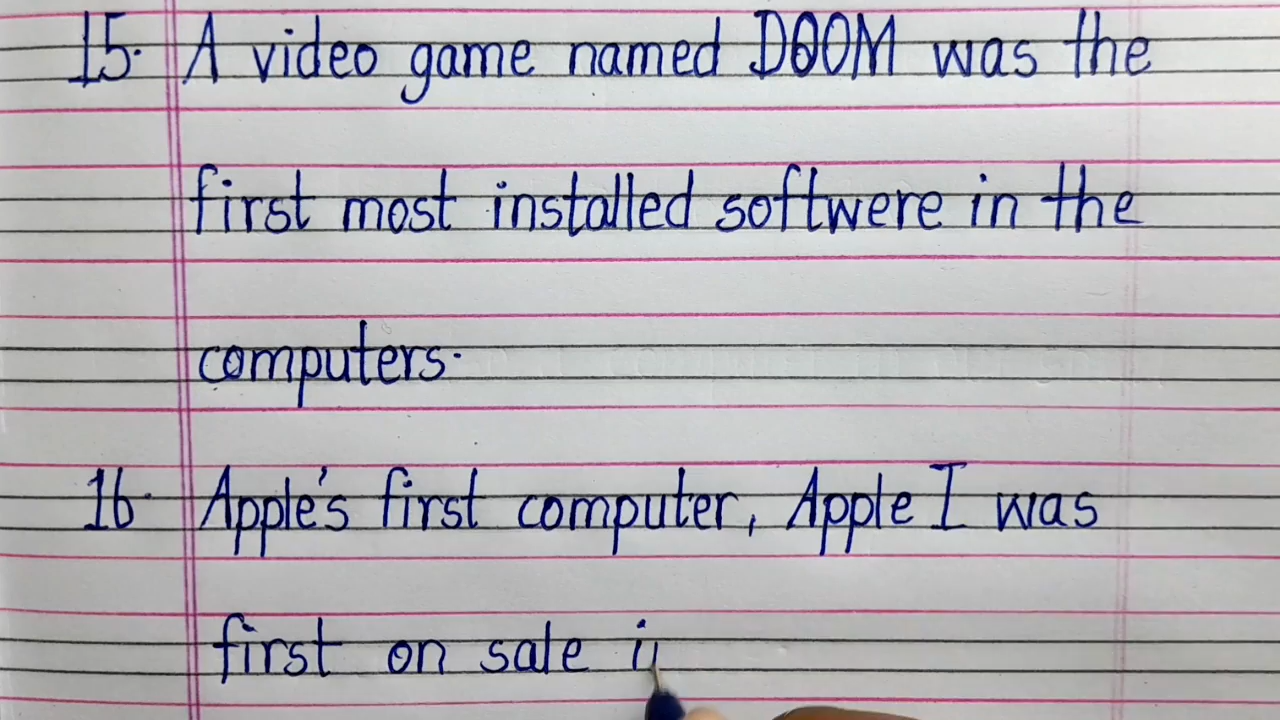 15. A video game named DOOM was the
first most installed softwere in the
computers.
16. Apple's first computer, Apple I was
first on sale i